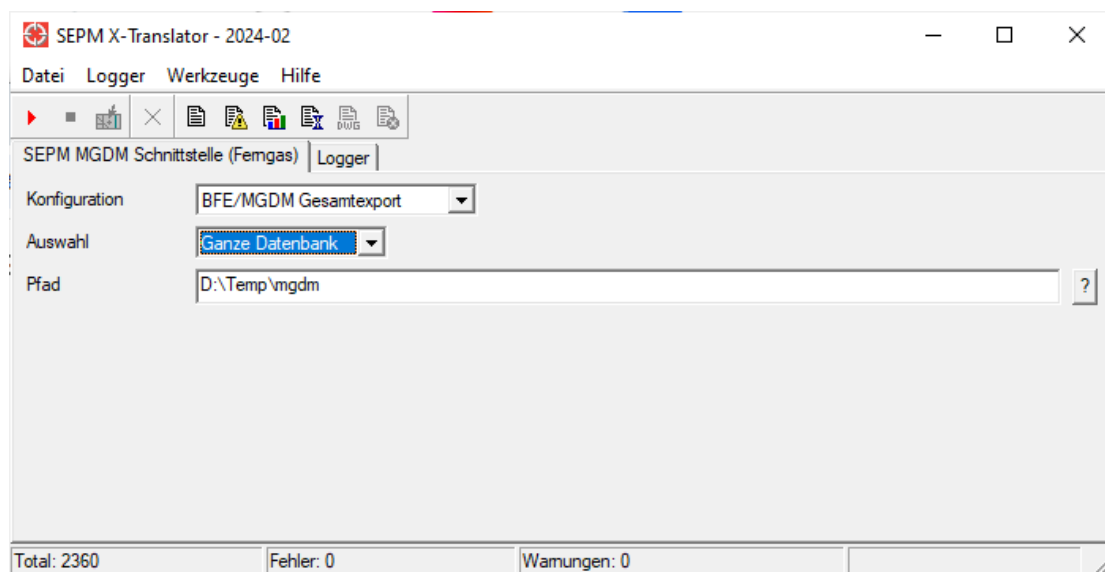 SEPM X-Translator - 2024-02
Datei Logger Werkzeuge Hilfe
DWG
SEPM MGDM Schnittstelle (Ferngas) Logger
Konfiguration BFE/MGDM Gesamtexport
Auswahl Ganze Datenbank
Pfad D:\Temp\mgdm ?
Total: 2360 Fehler: 0 Warnungen: 0